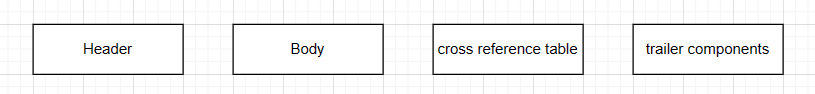 Header
Body
cross reference table
trailer components